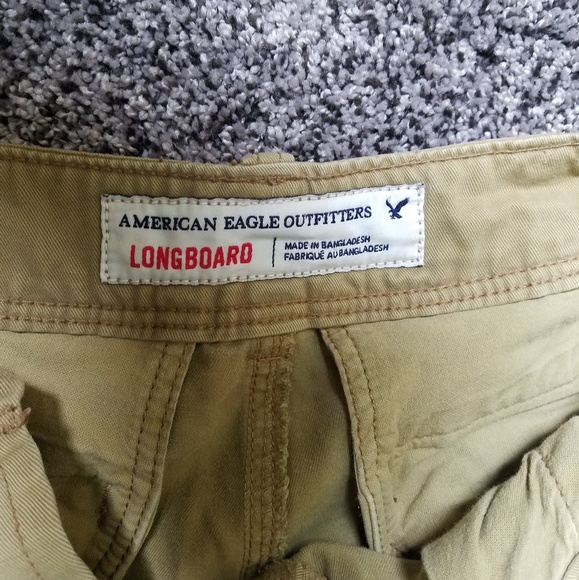 AMERICAN EAGLE OUTFITTERS
LONGBOARD
MADE IN BANGLADESH
FABRIQUÉ AU BANGLADESH